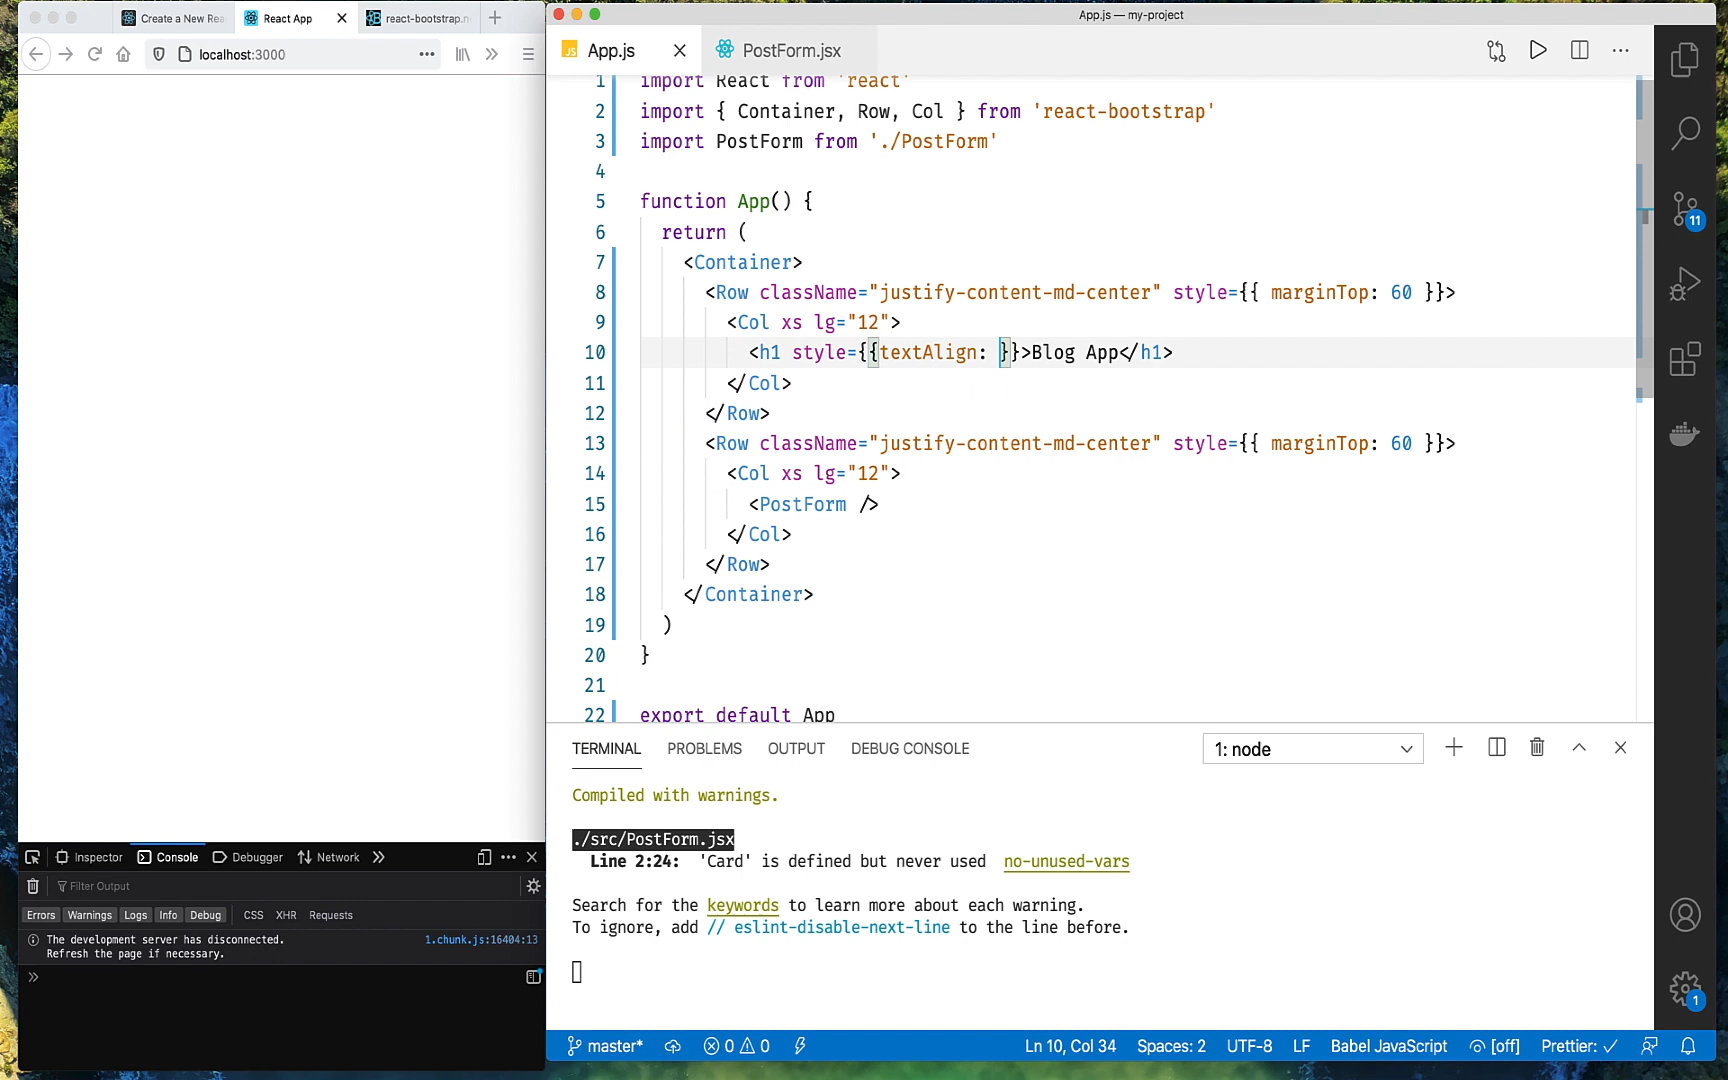 Create a New Rea
React App
react-bootstrap.n
localhost:3000
App.js — my-project
JS App.js
PostForm.jsx
1 import React from 'react'
2 import { Container, Row, Col } from 'react-bootstrap'
3 import PostForm from './PostForm'
4
5 function App() {
6 return (
7 <Container>
8 <Row className="justify-content-md-center" style={{ marginTop: 60 }}>
9 <Col xs lg="12">
10 <h1 style={{textAlign: }}>Blog App</h1>
11 </Col>
12 </Row>
13 <Row className="justify-content-md-center" style={{ marginTop: 60 }}>
14 <Col xs lg="12">
15 <PostForm />
16 </Col>
17 </Row>
18 </Container>
19 )
20 }
21
22 export default App
11
TERMINAL PROBLEMS OUTPUT DEBUG CONSOLE
1: node
Compiled with warnings.
./src/PostForm.jsx
Line 2:24: 'Card' is defined but never used no-unused-vars
Search for the keywords to learn more about each warning.
To ignore, add // eslint-disable-next-line to the line before.
Inspector Console Debugger Network
Filter Output
Errors Warnings Logs Info Debug CSS XHR Requests
The development server has disconnected. 1.chunk.js:16404:13
Refresh the page if necessary.
1
master* 0 0 Ln 10, Col 34 Spaces: 2 UTF-8 LF Babel JavaScript [off] Prettier: ✓